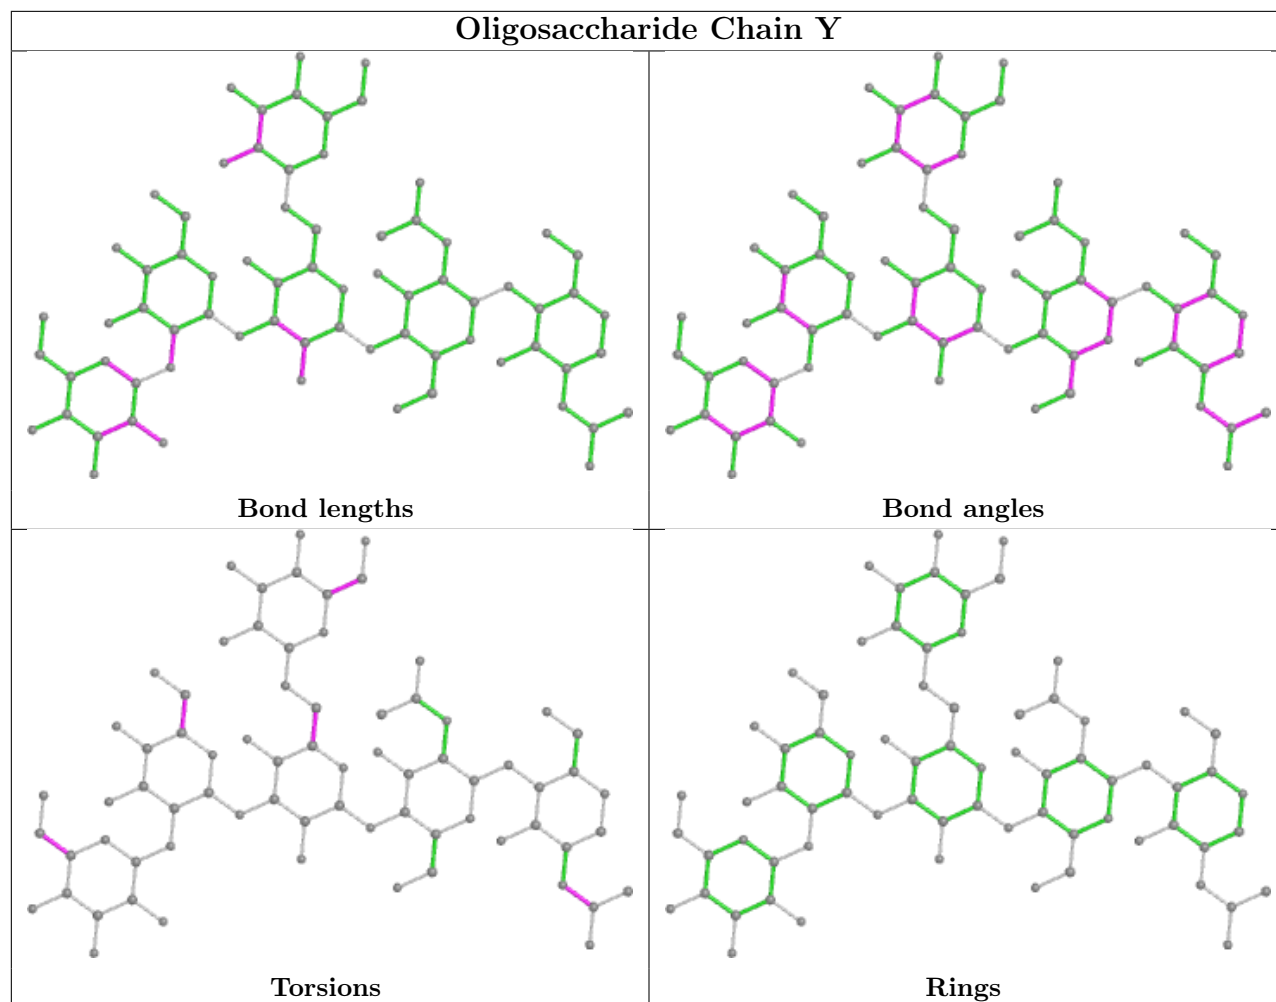 Oligosaccharide Chain Y
Bond lengths
Bond angles
Torsions
Rings